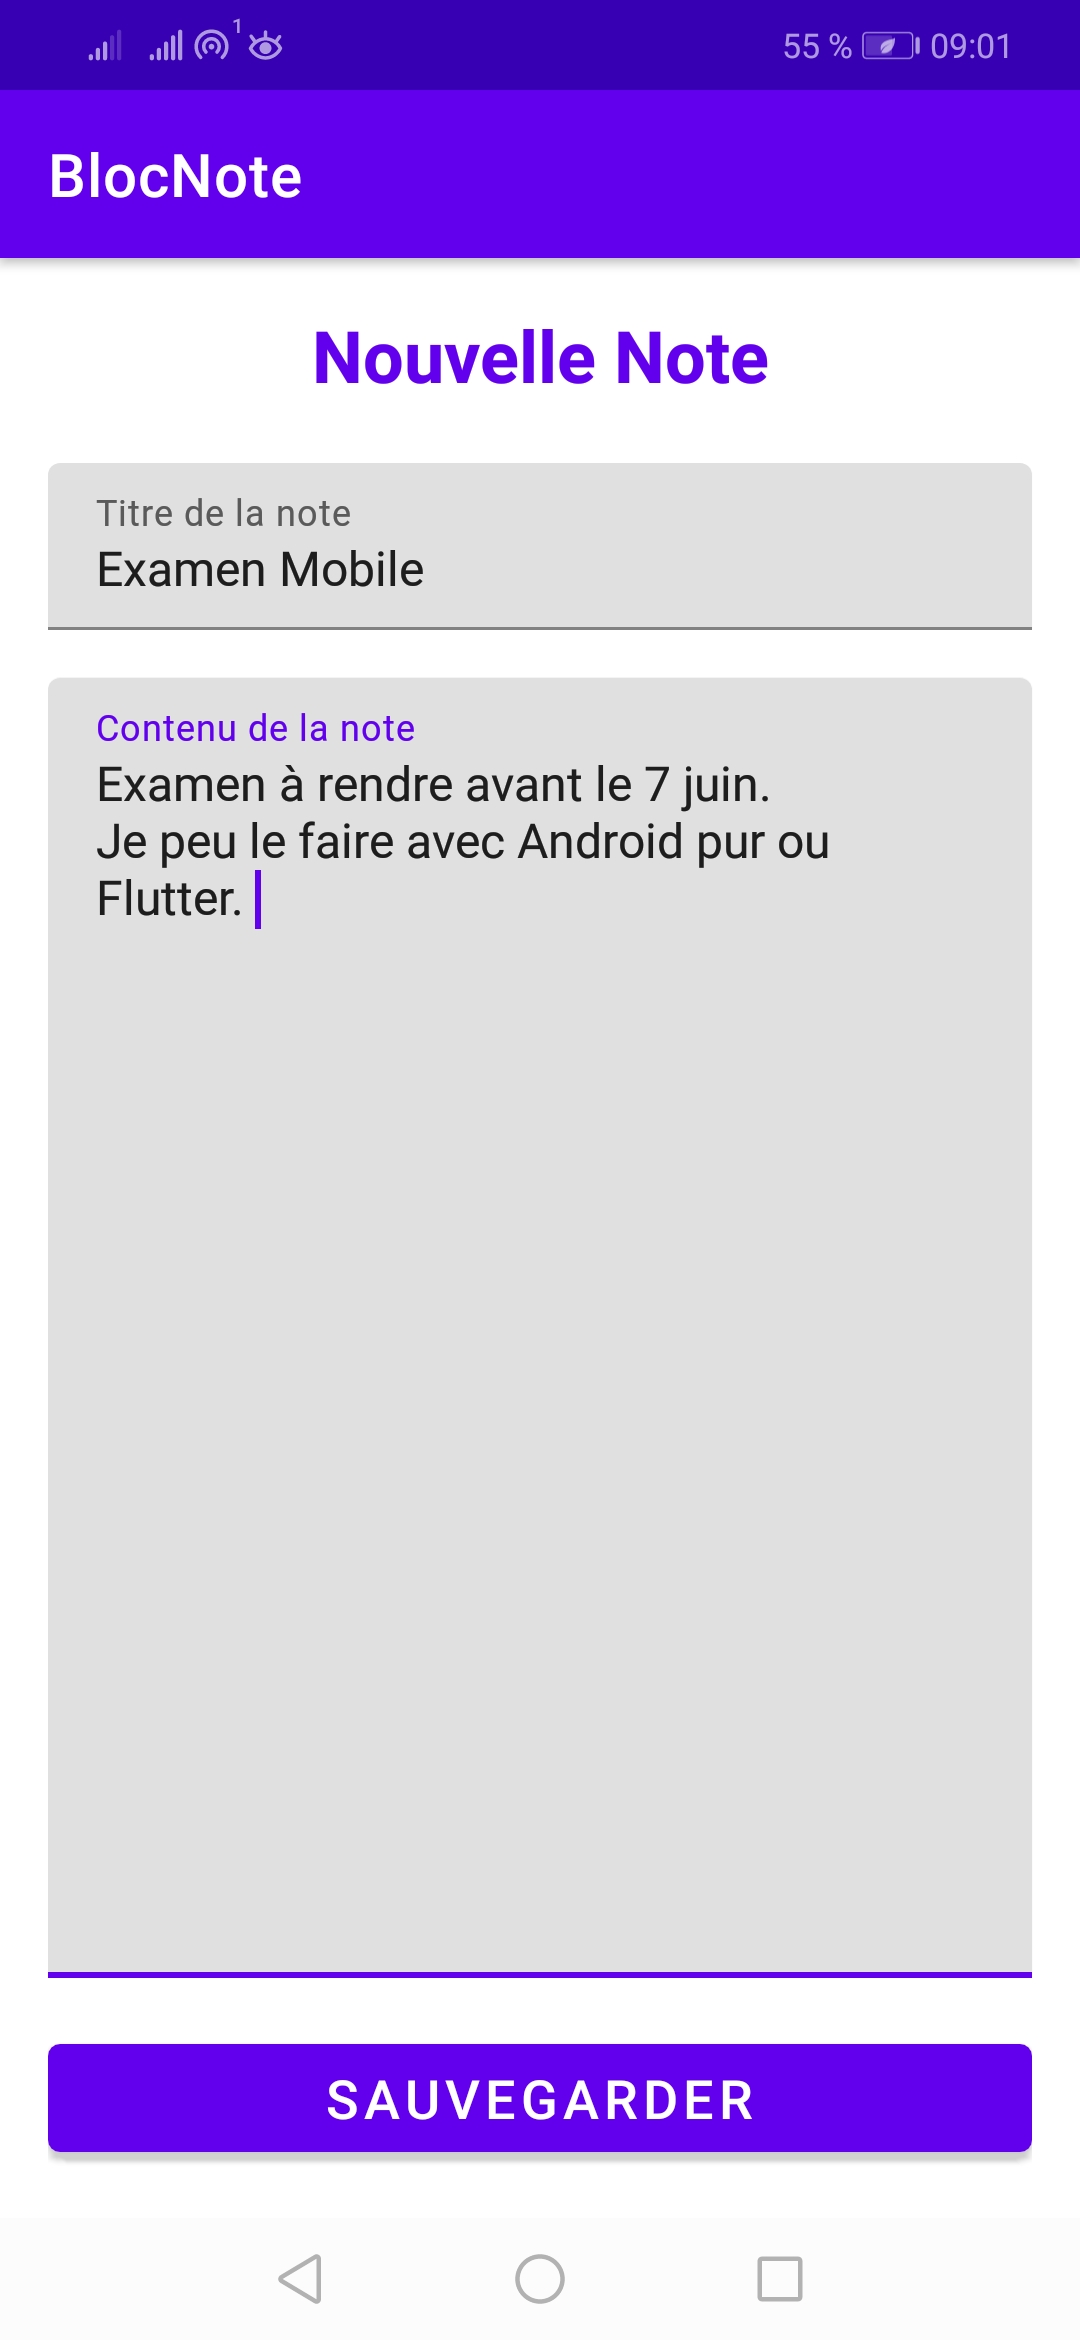 1
55 % 09:01
BlocNote
Nouvelle Note
Titre de la note
Examen Mobile
Contenu de la note
Examen à rendre avant le 7 juin.
Je peu le faire avec Android pur ou
Flutter.
SAUVEGARDER